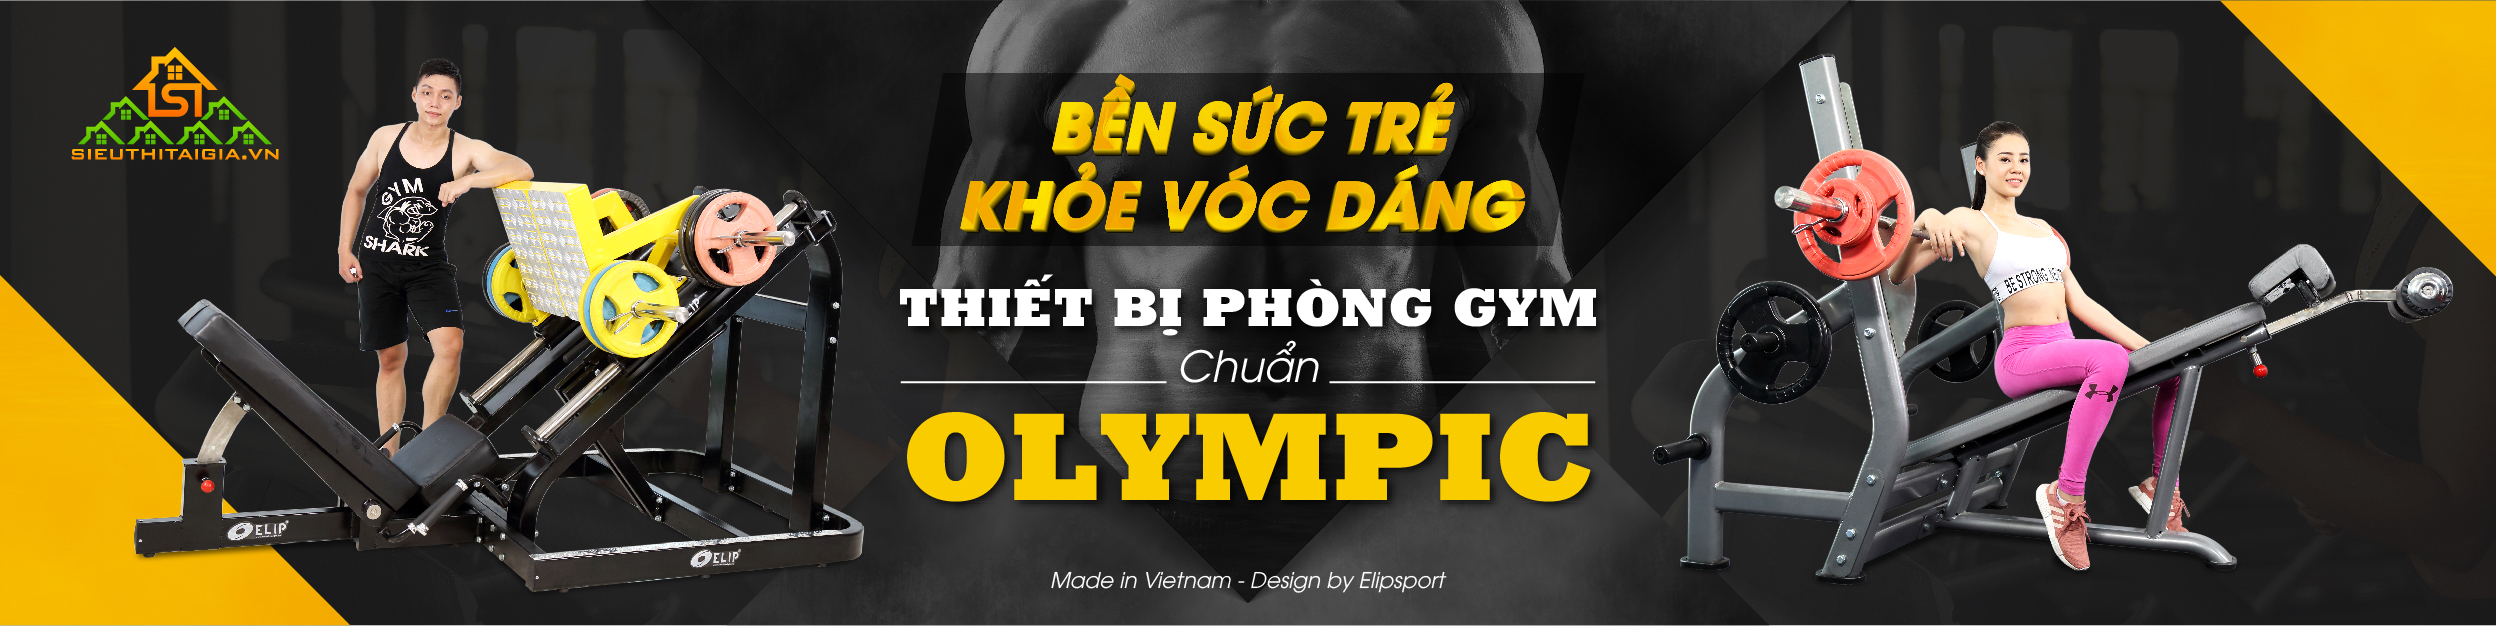 SIEUTHITAIGIA.VN
BỀN SỨC TRẺ
KHỎE VÓC DÁNG
THIẾT BỊ PHÒNG GYM
Chuẩn
OLYMPIC
Made in Vietnam - Design by Elipsport
GYM
SHARK
ELIP
ELIP
ELIP
BE STRONG